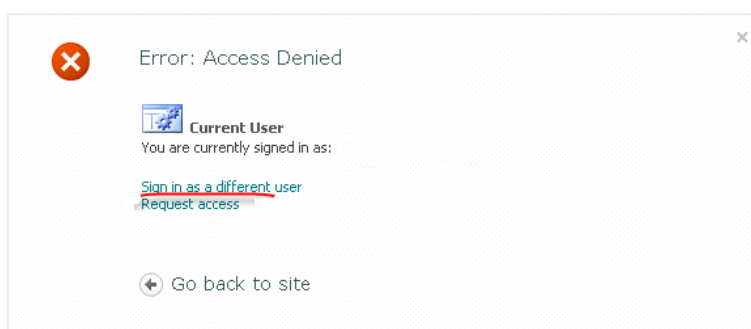 Error: Access Denied
Current User
You are currently signed in as:
Sign in as a different user
Request access
Go back to site